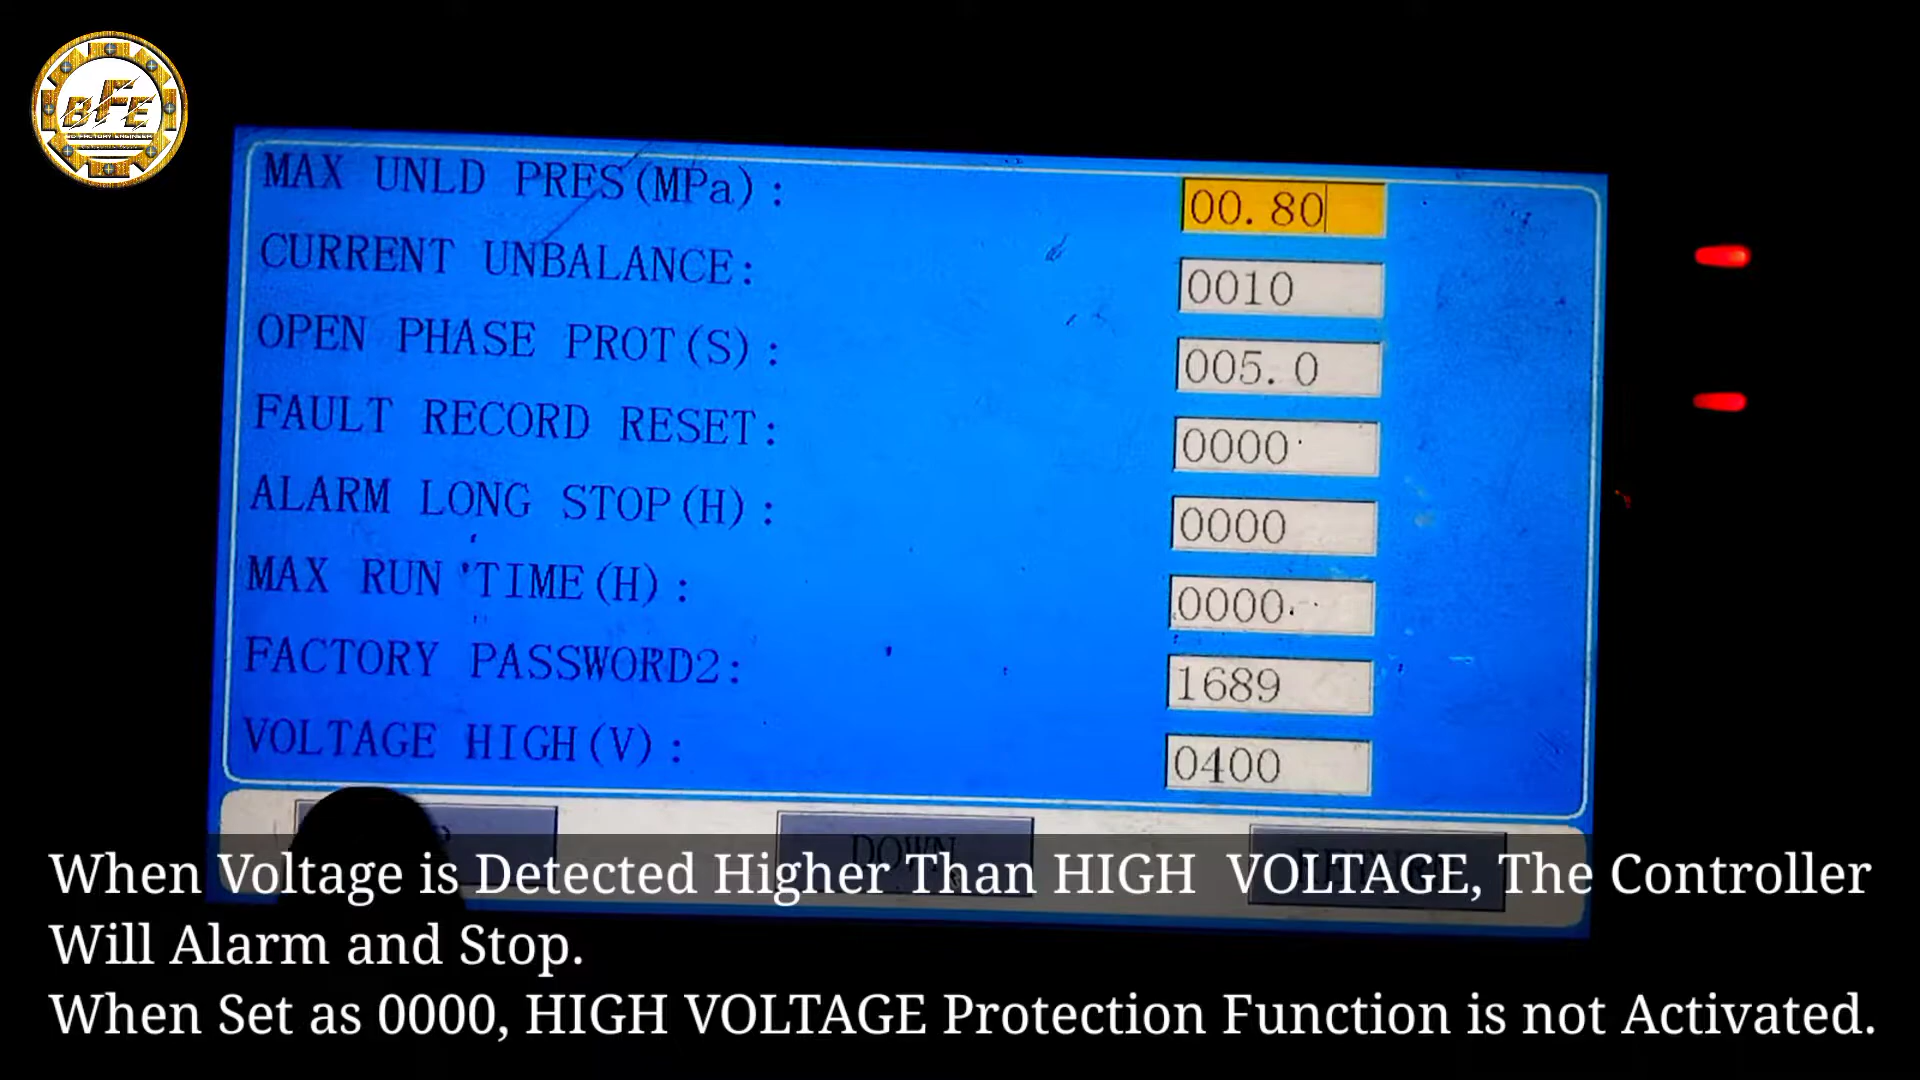 BFE
MAX UNLD PRES(MPa): 00.80
CURRENT UNBALANCE: 0010
OPEN PHASE PROT(S): 005.0
FAULT RECORD RESET: 0000
ALARM LONG STOP(H): 0000
MAX RUN TIME(H): 0000
FACTORY PASSWORD2: 1689
VOLTAGE HIGH(V): 0400
DOWN
When Voltage is Detected Higher Than HIGH VOLTAGE, The Controller
Will Alarm and Stop.
When Set as 0000, HIGH VOLTAGE Protection Function is not Activated.